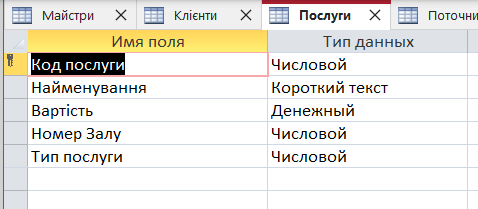 Майстри Клієнти Послуги Поточни
Имя поля Тип данных
Код послуги Числовой
Найменування Короткий текст
Вартість Денежный
Номер Залу Числовой
Тип послуги Числовой